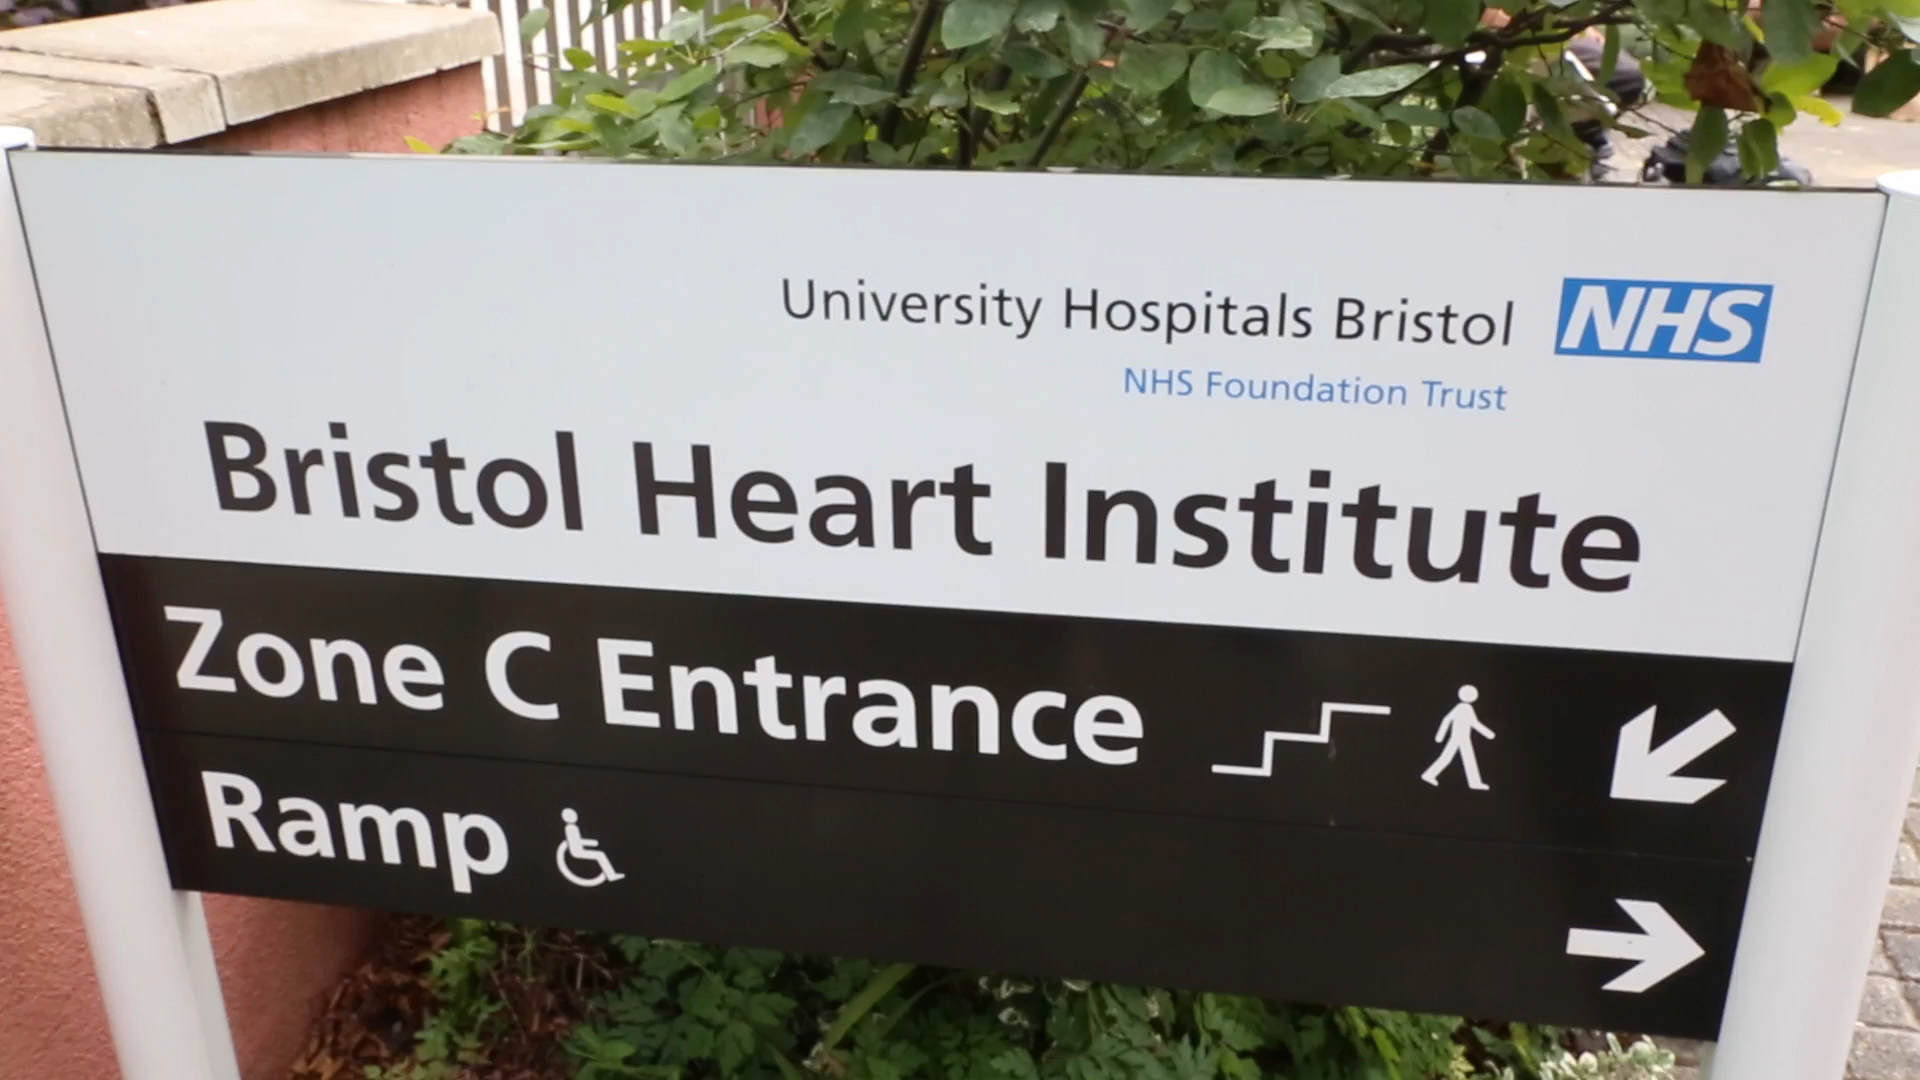 University Hospitals Bristol NHS
NHS Foundation Trust
Bristol Heart Institute
Zone C Entrance
Ramp